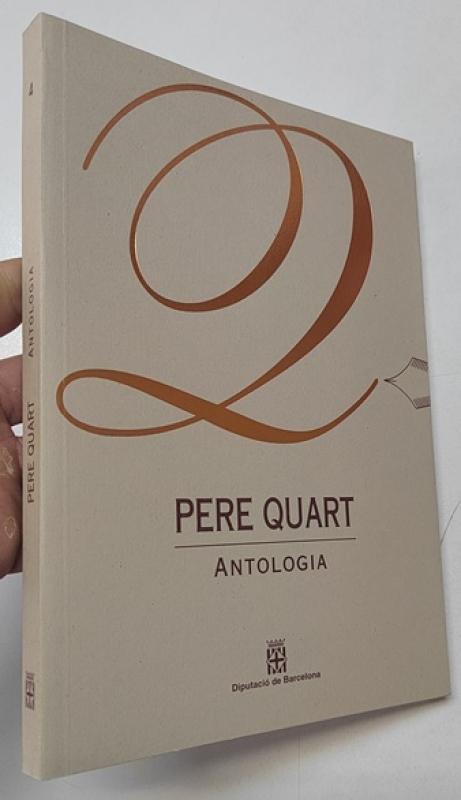 Q
PERE QUART
ANTOLOGIA
Diputació de Barcelona
PERE QUART ANTOLOGIA